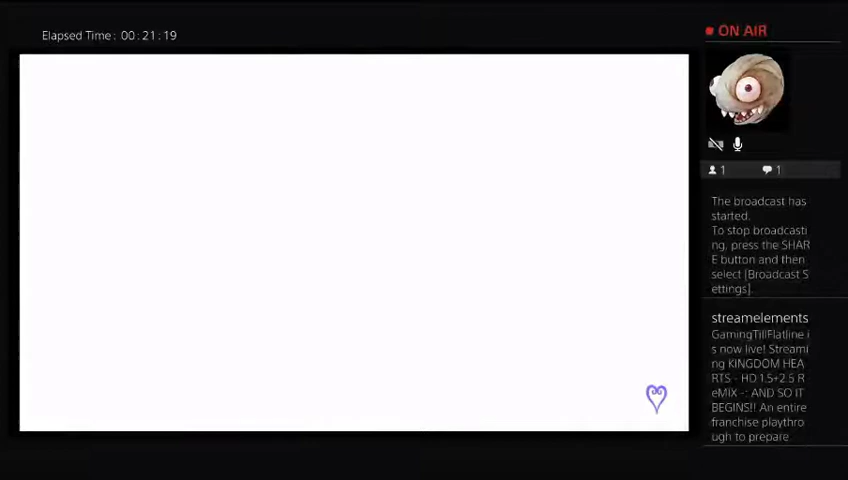 Elapsed Time: 00:21:19
ON AIR
1 1
The broadcast has
started.
To stop broadcasti
ng, press the SHAR
E button and then
select [Broadcast S
ettings].
streamelements
GamingTillFlatline i
s now live! Streami
ng KINGDOM HEA
RTS - HD 1.5+2.5 R
eMIX -: AND SO IT
BEGINS!! An entire
franchise playthro
ugh to prepare